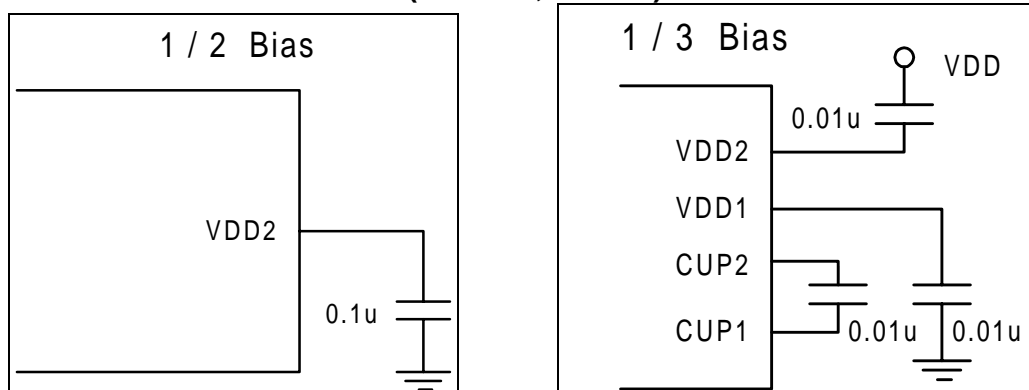 1 / 2 Bias
VDD2
0.1u
1 / 3 Bias
VDD
0.01u
VDD2
VDD1
CUP2
CUP1
0.01u
0.01u